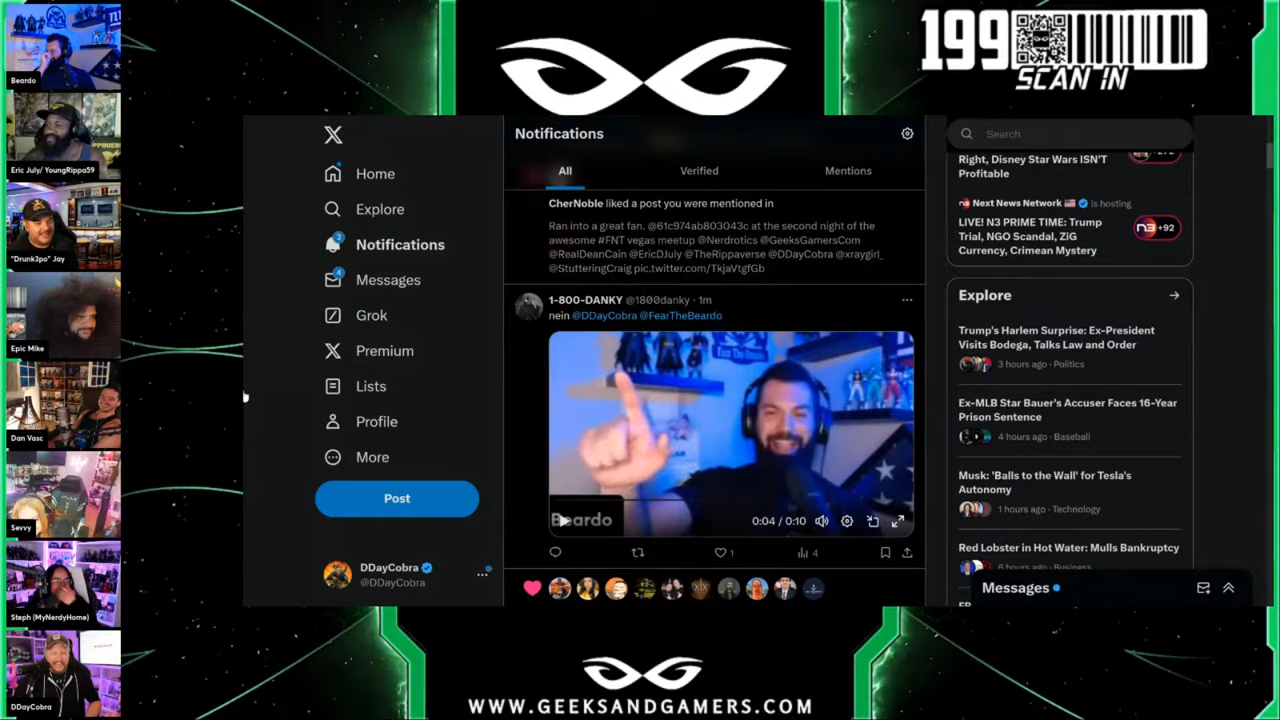 Beardo
Eric July/ YoungRippa59
"Drunk3po" Jay
Epic Mike
Dan Vasc
Sevvy
Steph (MyNerdyHome)
DDayCobra
199
SCAN IN
Home
Explore
3
Notifications
4
Messages
Grok
Premium
Lists
Profile
More
Post
DDayCobra
@DDayCobra
Notifications
All
Verified
Mentions
CherNoble liked a post you were mentioned in
Ran into a great fan. @61c974ab803043c at the second night of the
awesome #FNT vegas meetup @Nerdrotics @GeeksGamersCom
@RealDeanCain @EricDJuly @TheRippaverse @DDayCobra @xraygirl_
@StutteringCraig pic.twitter.com/TkjaVtgfGb
1-800-DANKY @1800danky · 1m
nein @DDayCobra @FearTheBeardo
Beardo
0:04 / 0:10
1
4
Search
Right, Disney Star Wars ISN'T
Profitable
Next News Network is hosting
LIVE! N3 PRIME TIME: Trump
Trial, NGO Scandal, ZiG
Currency, Crimean Mystery
+92
Explore
Trump's Harlem Surprise: Ex-President
Visits Bodega, Talks Law and Order
3 hours ago · Politics
Ex-MLB Star Bauer's Accuser Faces 16-Year
Prison Sentence
4 hours ago · Baseball
Musk: 'Balls to the Wall' for Tesla's
Autonomy
1 hours ago · Technology
Red Lobster in Hot Water: Mulls Bankruptcy
6 hours ago · Business
Messages
WWW.GEEKSANDGAMERS.COM